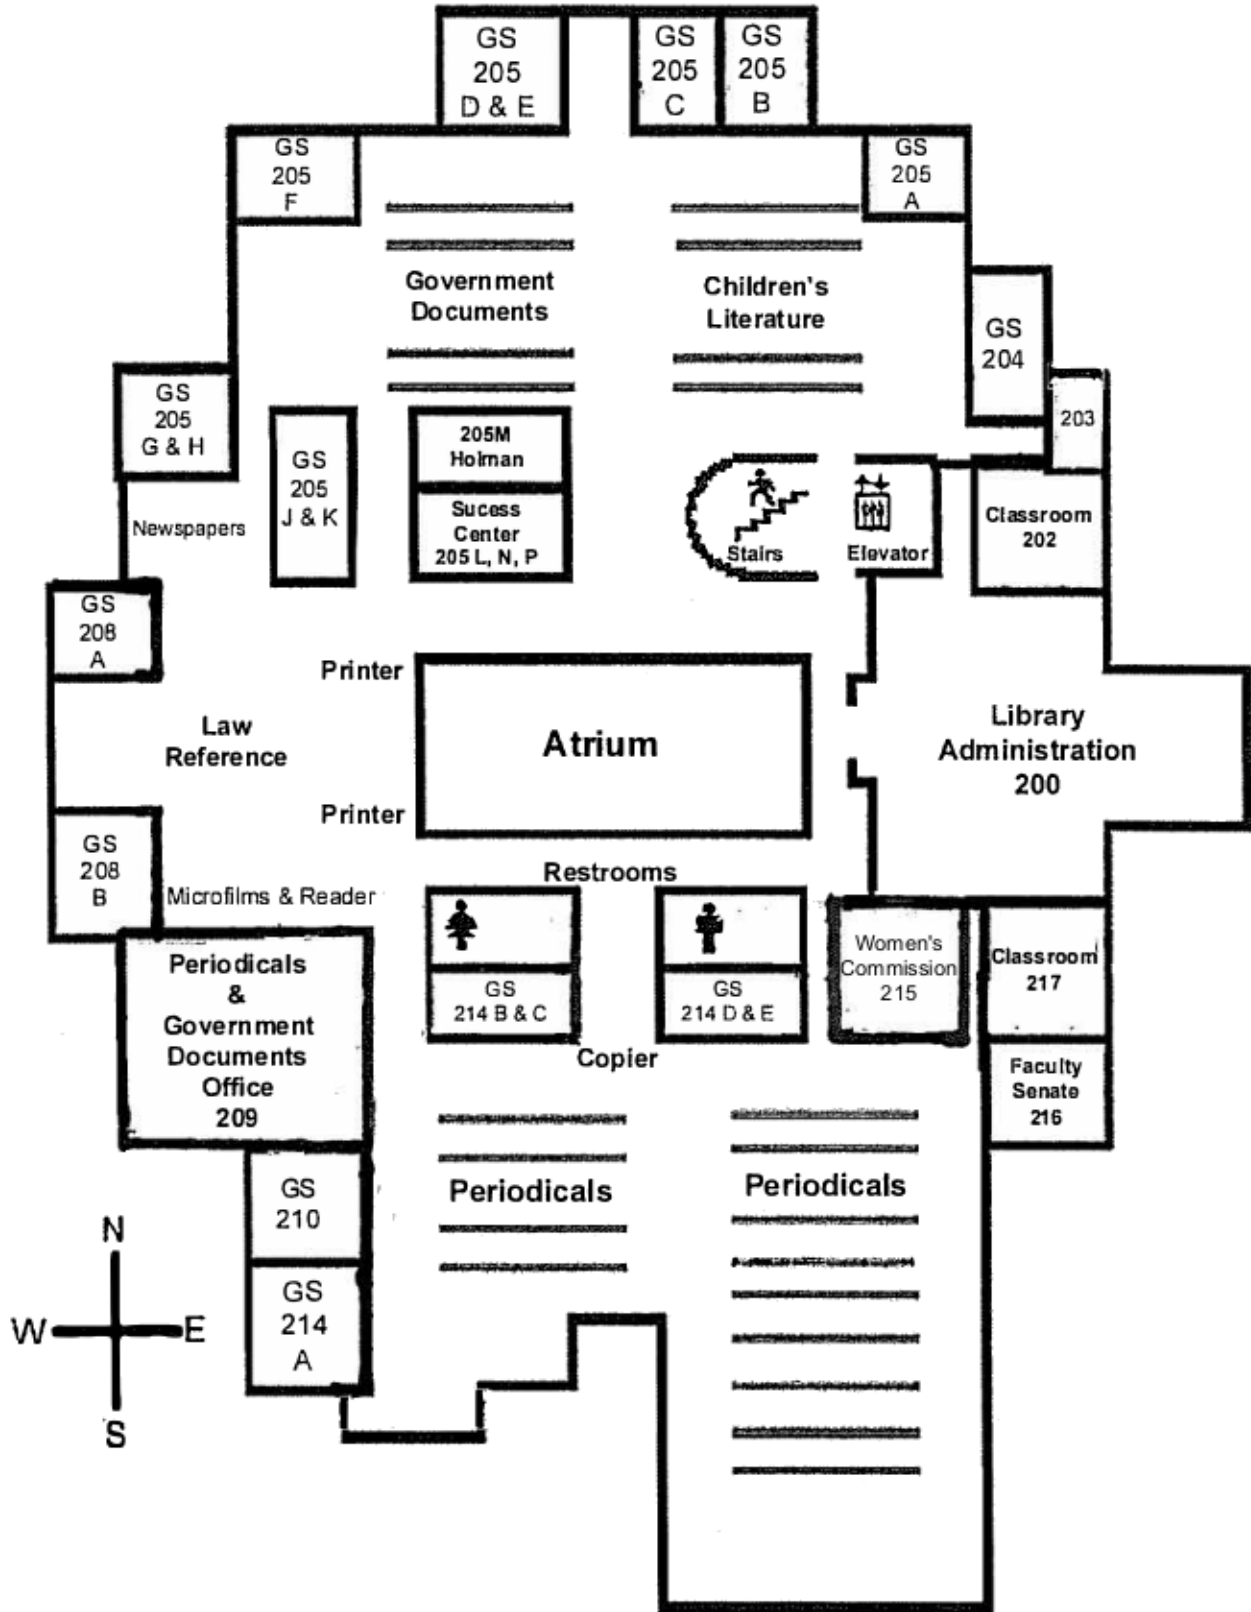 GS
205
D & E
GS
205
C
GS
205
B
GS
205
F
GS
205
A
Government
Documents
Children's
Literature
GS
204
GS
205
G & H
GS
205
J & K
205M
Holman
Sucess
Center
205 L, N, P
203
Newspapers
Stairs
Elevator
Classroom
202
GS
208
A
Printer
Law
Reference
Atrium
Library
Administration
200
Printer
GS
208
B
Microfilms & Reader
Restrooms
Periodicals
&
Government
Documents
Office
209
GS
214 B & C
GS
214 D & E
Women's
Commission
215
Classroom
217
Copier
Faculty
Senate
216
Periodicals
Periodicals
GS
210
GS
214
A
N
W
E
S